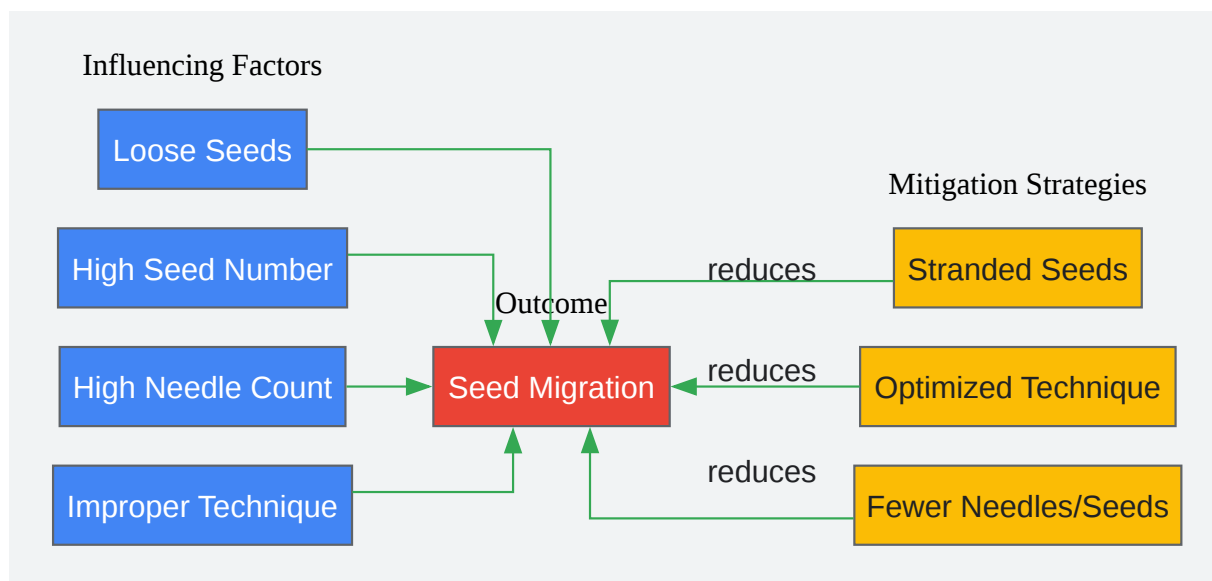 Influencing Factors
Loose Seeds
High Seed Number
High Needle Count
Improper Technique
Outcome
Seed Migration
reduces
reduces
reduces
Mitigation Strategies
Stranded Seeds
Optimized Technique
Fewer Needles/Seeds